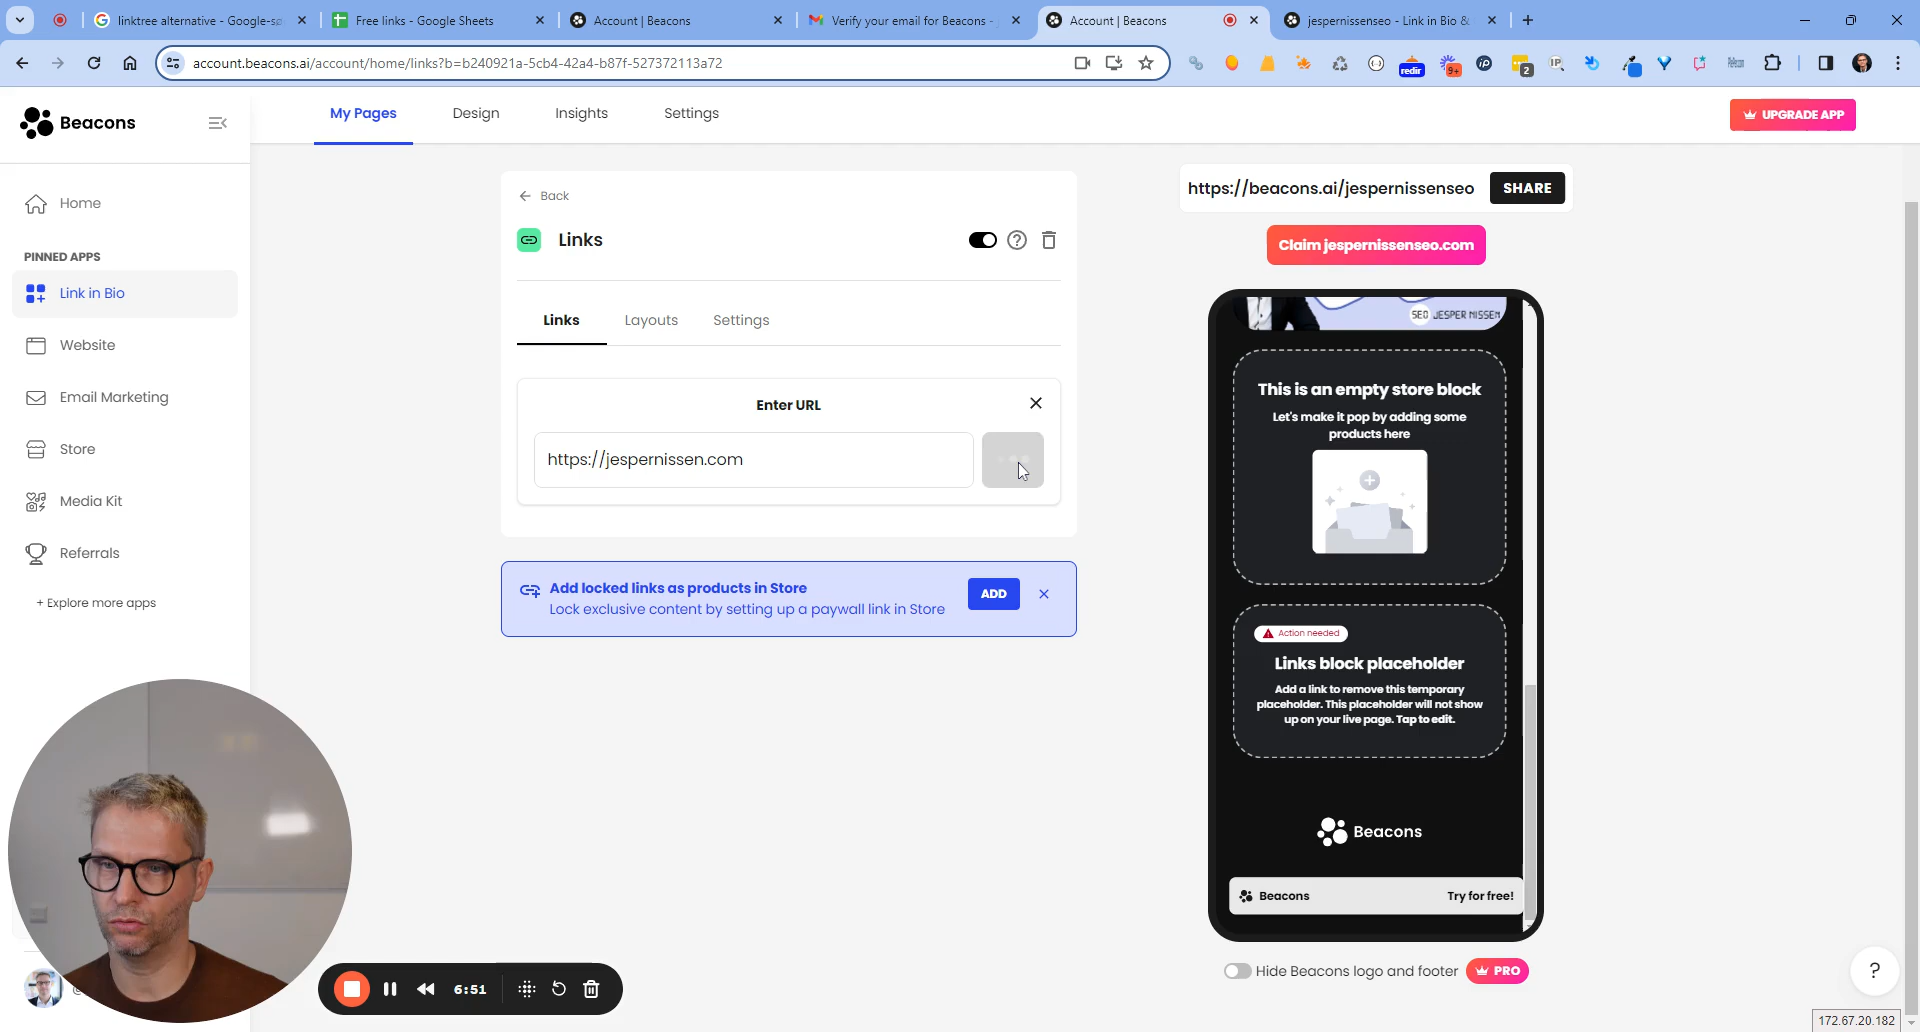 linktree alternative - Google-sø
Free links - Google Sheets
Account | Beacons
Verify your email for Beacons -
Account | Beacons
jespernissenseo - Link in Bio &
account.beacons.ai/account/home/links?b=b240921a-5cb4-42a4-b87f-527372113a72
redir
9+
2
IP
Beacons
My Pages
Design
Insights
Settings
UPGRADE APP
Home
PINNED APPS
Link in Bio
Website
Email Marketing
Store
Media Kit
Referrals
+ Explore more apps
Back
Links
Links
Layouts
Settings
Enter URL
https://jespernissen.com
Add locked links as products in Store
Lock exclusive content by setting up a paywall link in Store
ADD
https://beacons.ai/jespernissenseo
SHARE
Claim jespernissenseo.com
SEO JESPER NISSEN
This is an empty store block
Let's make it pop by adding some
products here
Action needed
Links block placeholder
Add a link to remove this temporary
placeholder. This placeholder will not show
up on your live page. Tap to edit.
Beacons
Beacons
Try for free!
Hide Beacons logo and footer
PRO
6:51
?
172.67.20.182